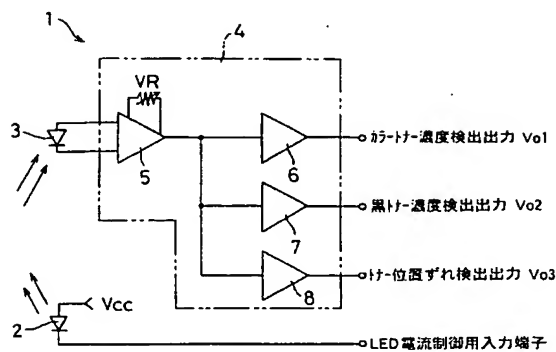 1
4
VR
3
5
6
カラートナー濃度検出出力 Vo1
7
黒トナー濃度検出出力 Vo2
8
トナー位置ずれ検出出力 Vo3
Vcc
2
LED電流制御用入力端子